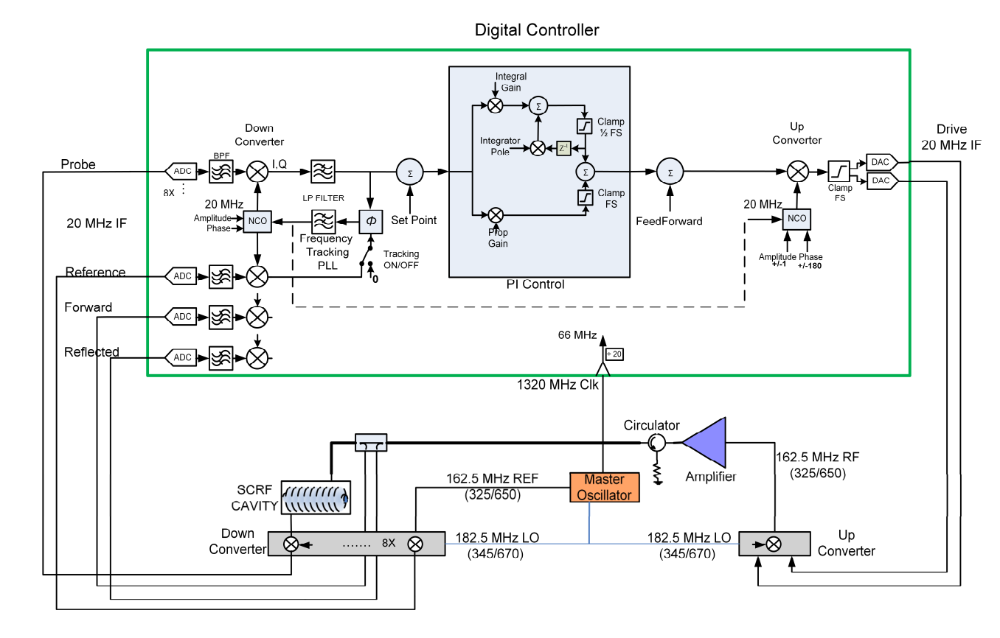 Digital Controller
Integral
Gain
Σ
Clamp
½ FS
Integrator
Pole
Z⁻¹
Σ
Clamp
FS
Prop
Gain
PI Control
Down
Converter
Probe
ADC
BPF
I,Q
8X
LP FILTER
20 MHz
Amplitude
Phase
NCO
20 MHz IF
Φ
Frequency
Tracking
PLL
Tracking
ON/OFF
0
Σ
Set Point
Σ
FeedForward
Up
Converter
20 MHz
NCO
Amplitude
+/-1
Phase
+/-180
Clamp
FS
DAC
DAC
Drive
20 MHz IF
Reference
ADC
Forward
ADC
Reflected
ADC
66 MHz
÷ 20
1320 MHz Clk
Circulator
Amplifier
162.5 MHz RF
(325/650)
162.5 MHz REF
(325/650)
Master
Oscillator
SCRF
CAVITY
Down
Converter
....... 8X
182.5 MHz LO
(345/670)
182.5 MHz LO
(345/670)
Up
Converter